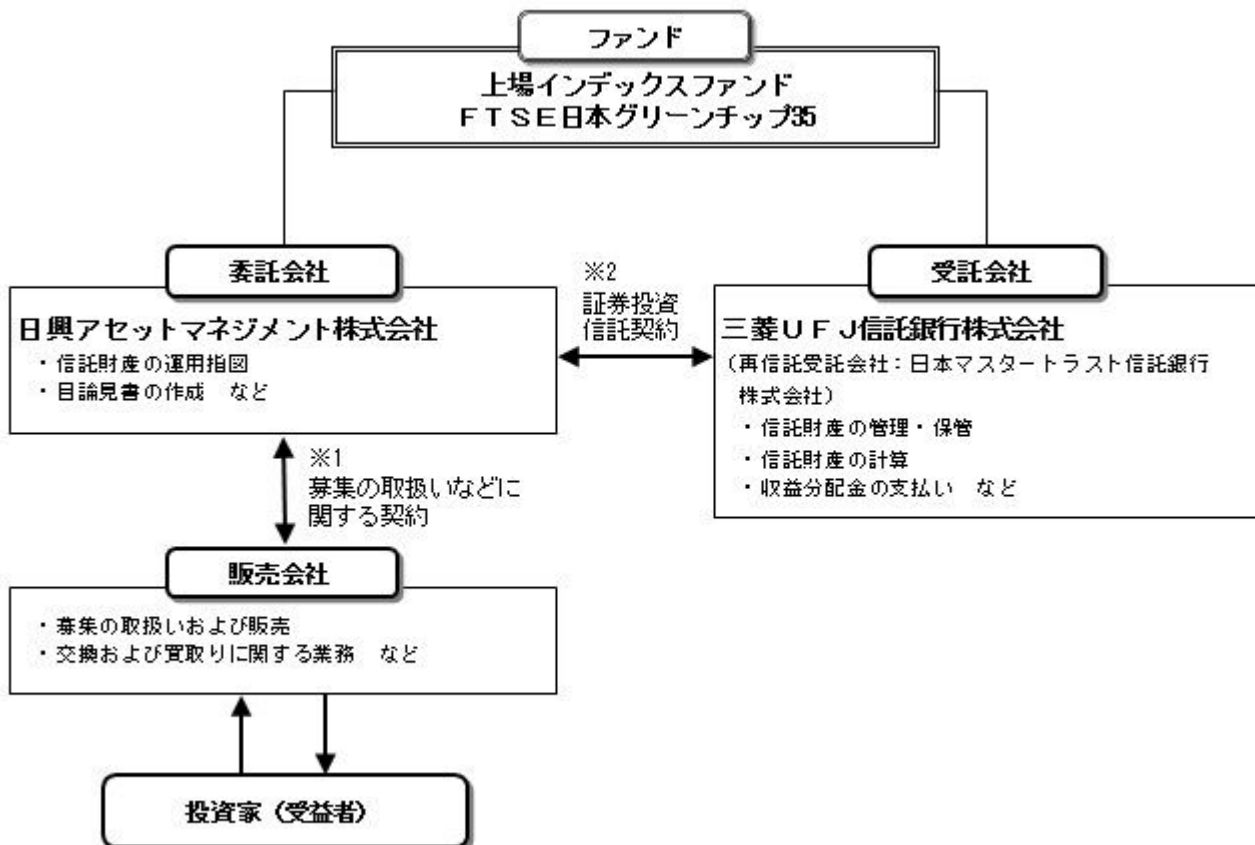 ファンド
上場インデックスファンド
FTSE日本グリーンチップ35
委託会社
日興アセットマネジメント株式会社
・信託財産の運用指図
・目論見書の作成　など
※2
証券投資
信託契約
受託会社
三菱UFJ信託銀行株式会社
(再信託受託会社：日本マスタートラスト信託銀行
株式会社)
・信託財産の管理・保管
・信託財産の計算
・収益分配金の支払い　など
※1
募集の取扱いなどに
関する契約
販売会社
・募集の取扱いおよび販売
・交換および買取りに関する業務　など
投資家（受益者）